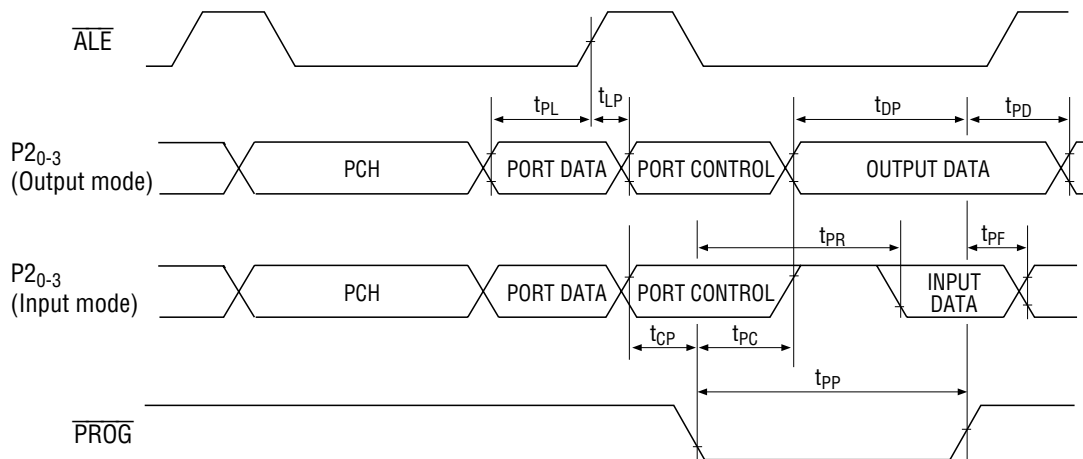 ALE
tPL tLP tDP tPD
P20-3
(Output mode)
PCH PORT DATA PORT CONTROL OUTPUT DATA
tPR tPF
P20-3
(Input mode)
PCH PORT DATA PORT CONTROL INPUT
DATA
tCP tPC
tPP
PROG